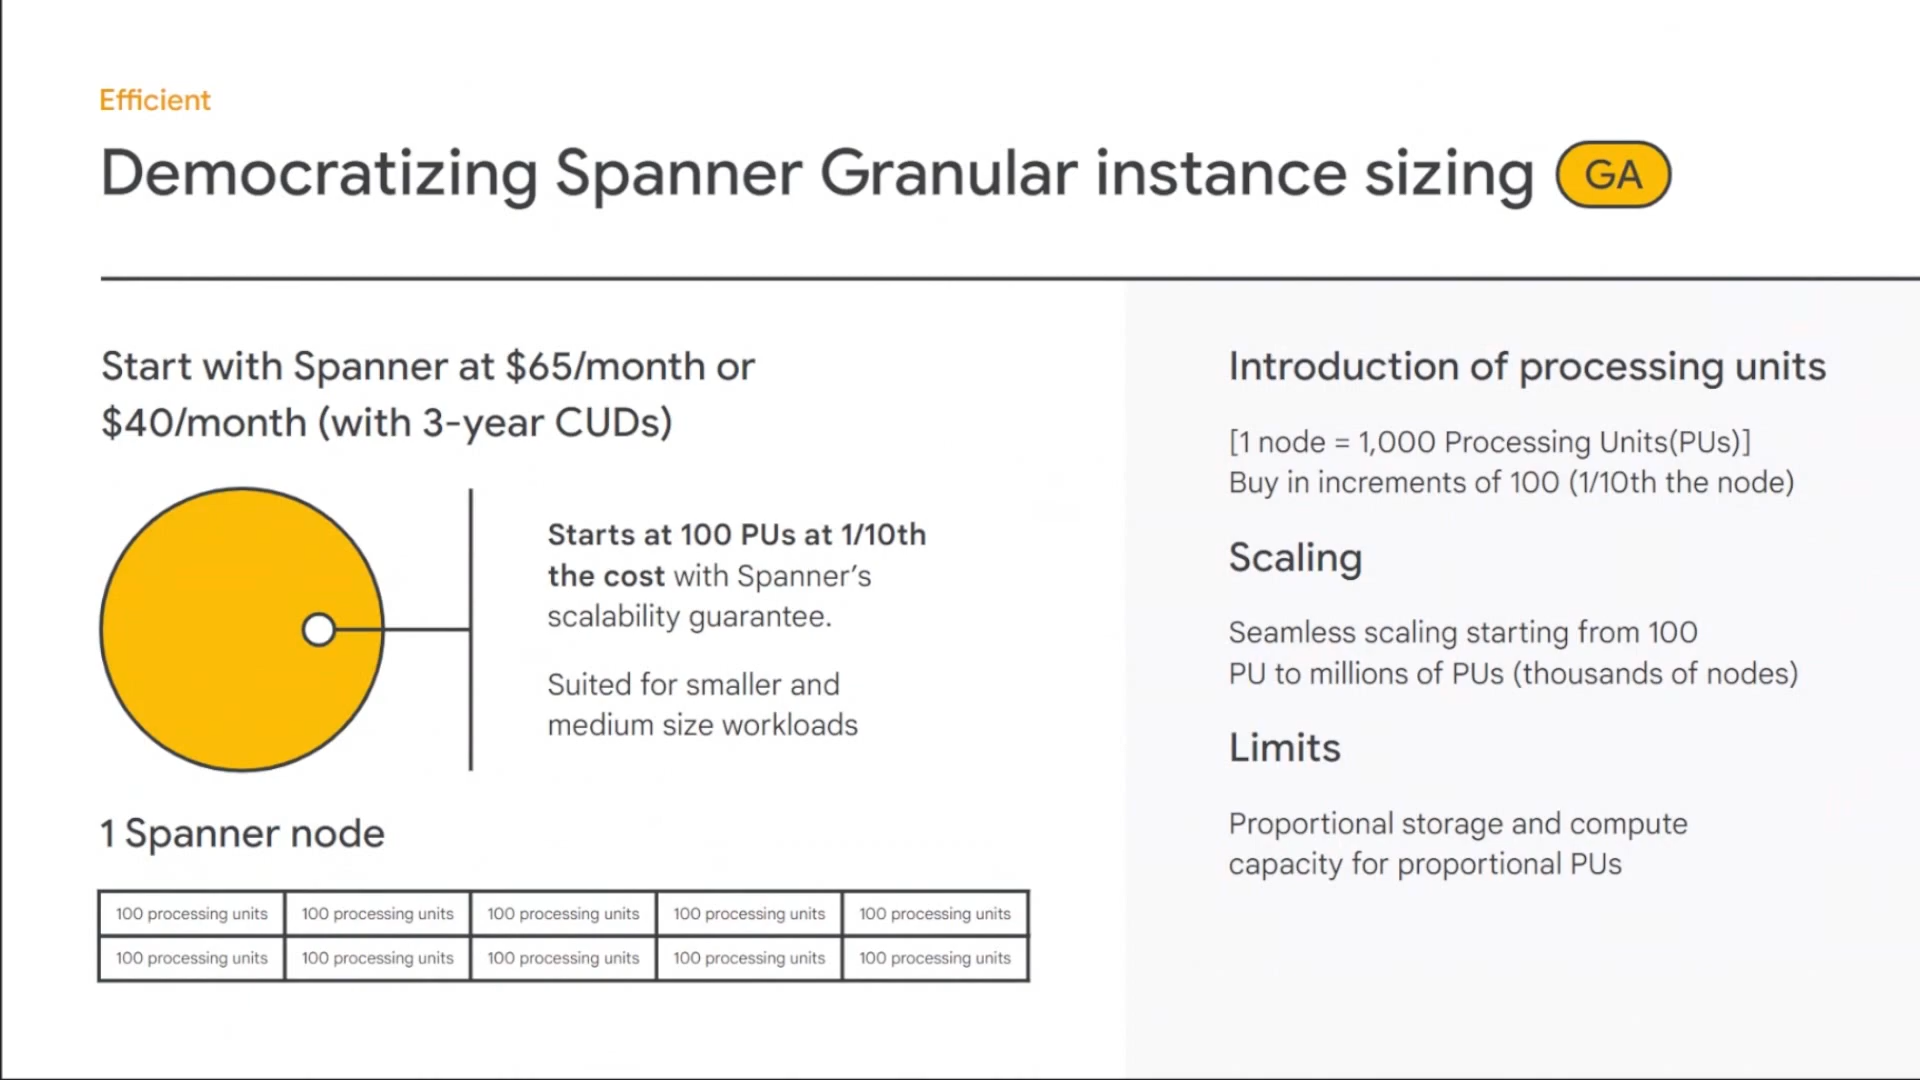 Efficient
Democratizing Spanner Granular instance sizing GA
Start with Spanner at $65/month or
$40/month (with 3-year CUDs)
Starts at 100 PUs at 1/10th
the cost with Spanner’s
scalability guarantee.
Suited for smaller and
medium size workloads
1 Spanner node
100 processing units 100 processing units 100 processing units 100 processing units 100 processing units
100 processing units 100 processing units 100 processing units 100 processing units 100 processing units
Introduction of processing units
[1 node = 1,000 Processing Units(PUs)]
Buy in increments of 100 (1/10th the node)
Scaling
Seamless scaling starting from 100
PU to millions of PUs (thousands of nodes)
Limits
Proportional storage and compute
capacity for proportional PUs